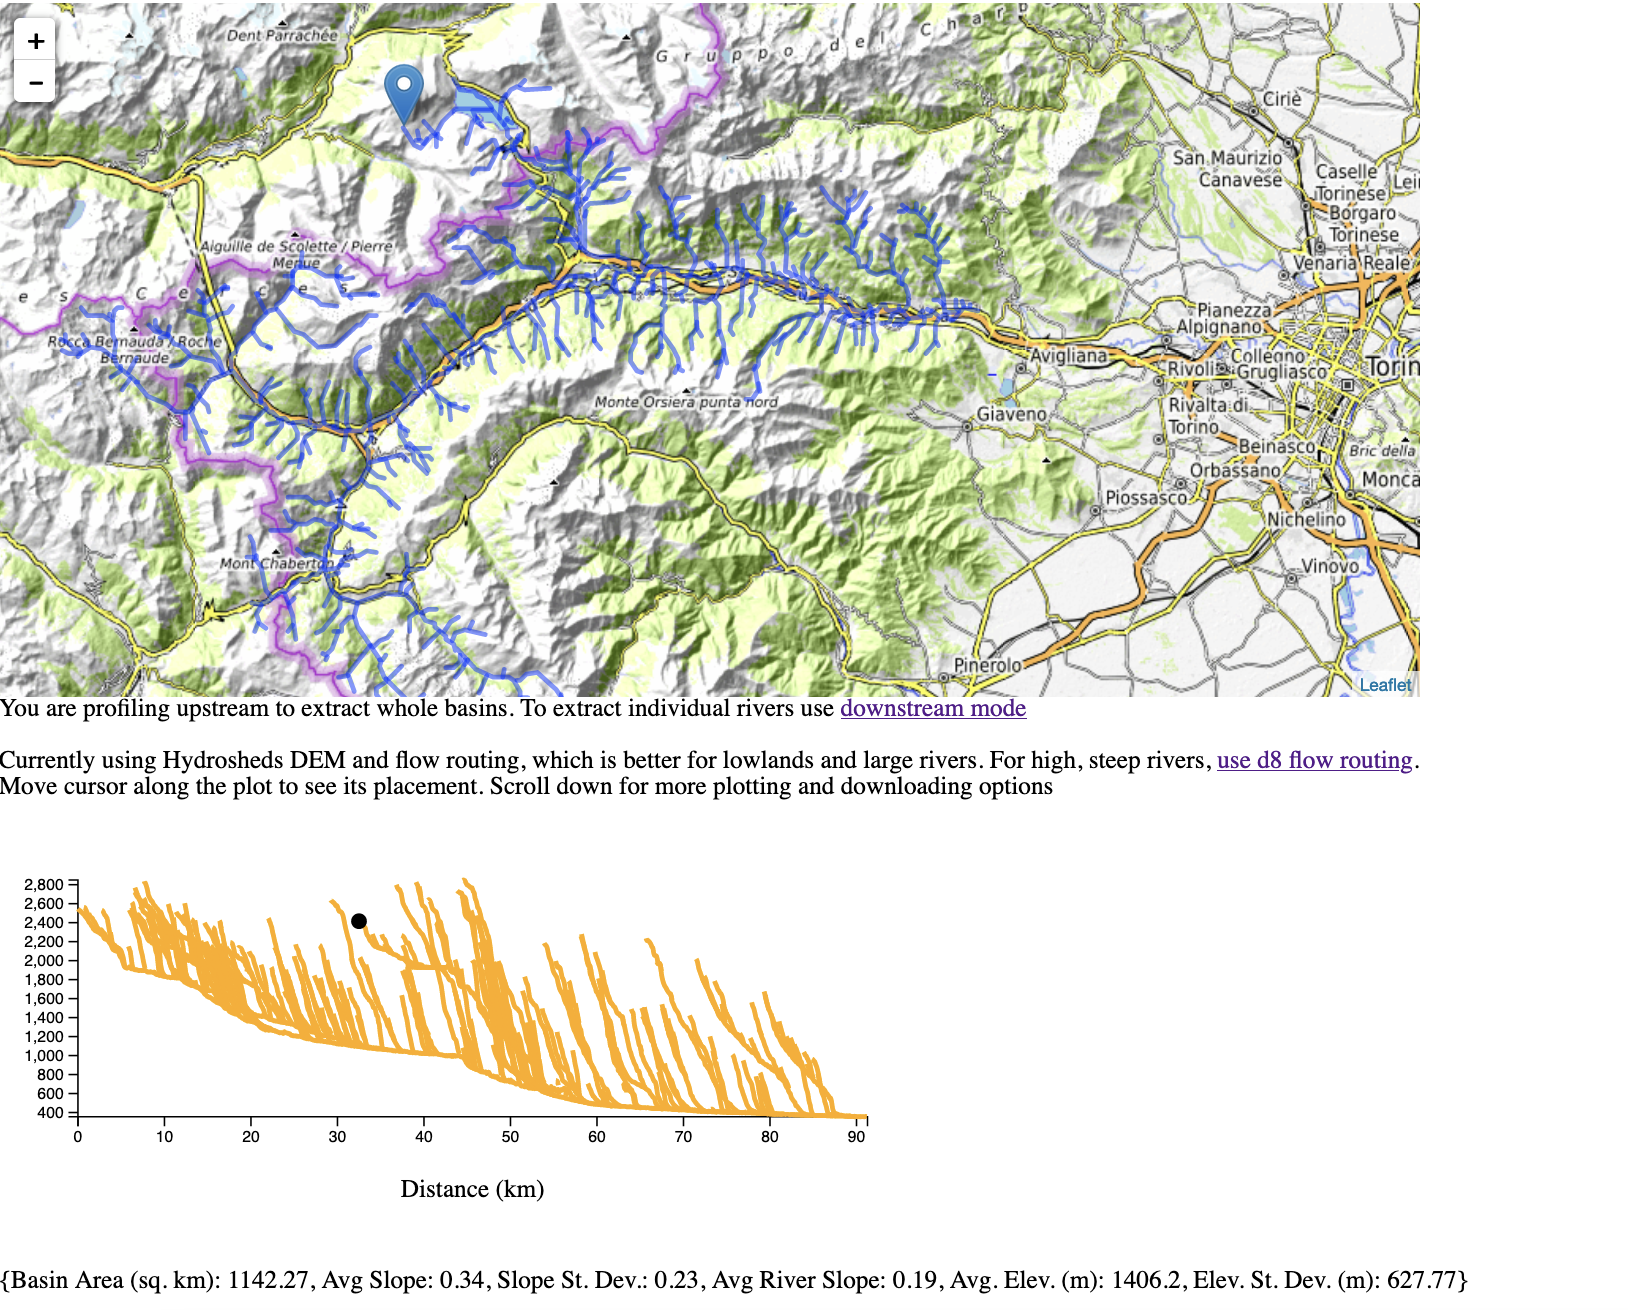 +
-
Dent Parrachée
Gruppo del Char
Ciriè
San Maurizio
Canavese
Caselle
Torinese
Lei
Borgaro
Torinese
Venaria Reale
Aiguille de Scolette / Pierre
Menue
es Ce ces
Rocca Bernauda / Roche
Bernaude
S
Pianezza
Alpignano
Collegno
Grugliasco
Torin
Avigliana
Rivoli
Monte Orsiera punta nord
Giaveno
Rivalta di
Torino
Beinasco
Bric della
Orbassano
Monca
Piossasco
Nichelino
Mont Chaberton
Vinovo
Pinerolo
Leaflet
You are profiling upstream to extract whole basins. To extract individual rivers use downstream mode
Currently using Hydrosheds DEM and flow routing, which is better for lowlands and large rivers. For high, steep rivers, use d8 flow routing.
Move cursor along the plot to see its placement. Scroll down for more plotting and downloading options
2,800
2,600
2,400
2,200
2,000
1,800
1,600
1,400
1,200
1,000
800
600
400
0 10 20 30 40 50 60 70 80 90
Distance (km)
{Basin Area (sq. km): 1142.27, Avg Slope: 0.34, Slope St. Dev.: 0.23, Avg River Slope: 0.19, Avg. Elev. (m): 1406.2, Elev. St. Dev. (m): 627.77}